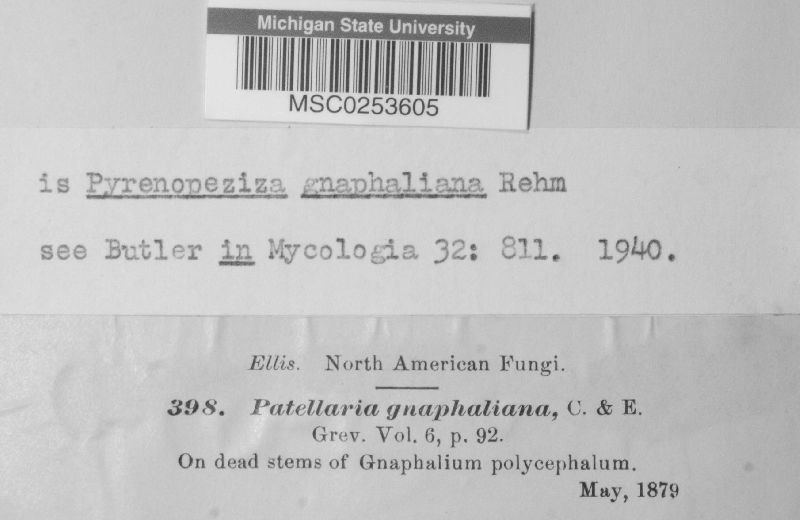 Michigan State University
MSC0253605
is Pyrenopeziza gnaphaliana Rehm
see Butler in Mycologia 32: 811. 1940.
Ellis. North American Fungi.
398. Patellaria gnaphaliana, C. & E.
Grev. Vol. 6, p. 92.
On dead stems of Gnaphalium polycephalum.
May, 1879